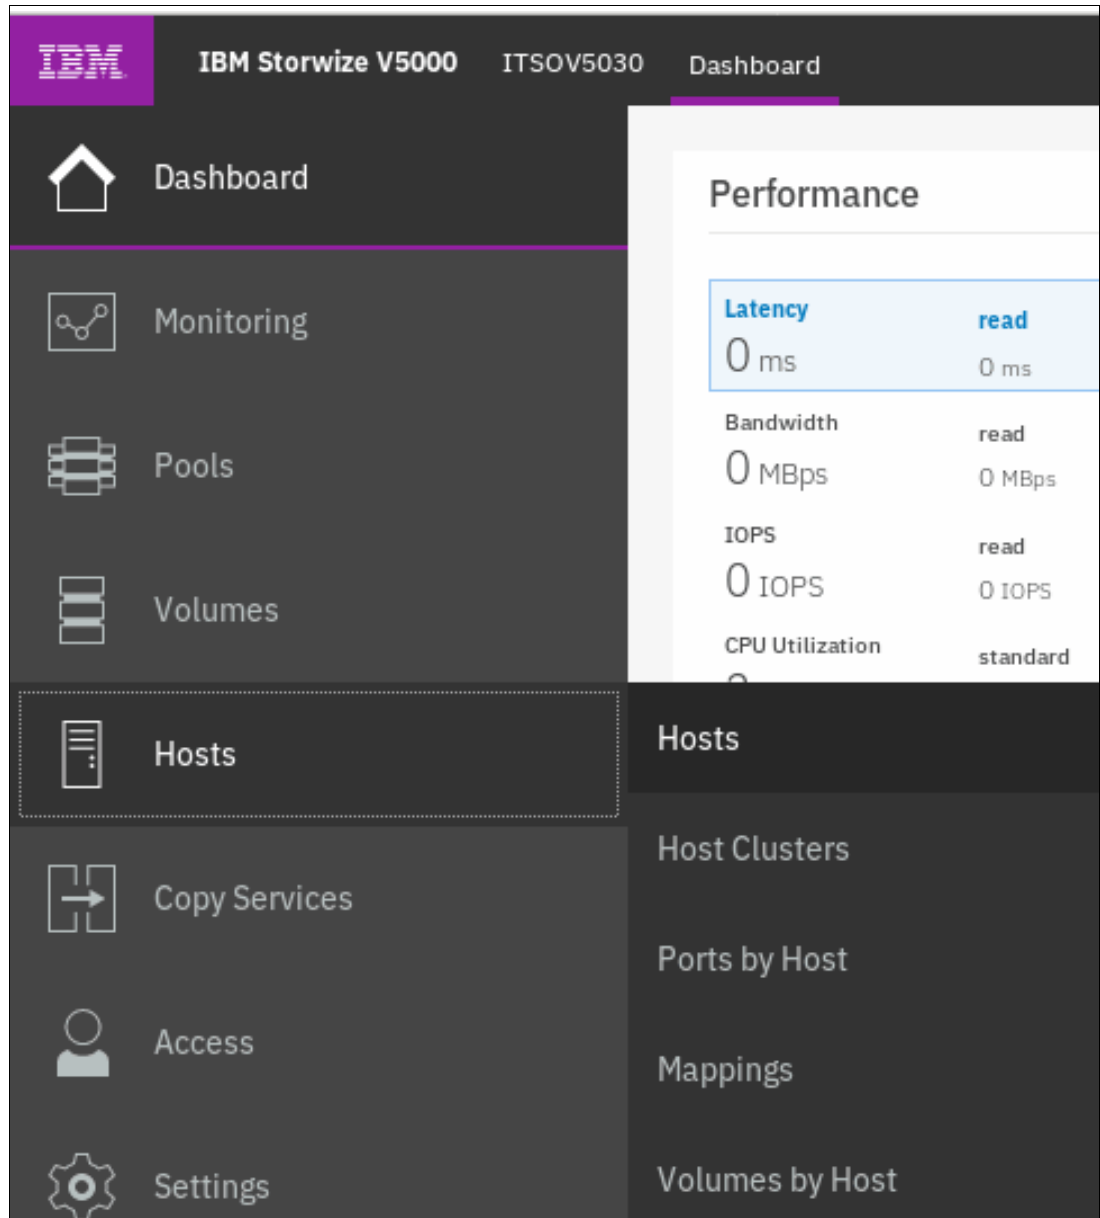 IBM IBM Storwize V5000 ITSOV5030 Dashboard
Dashboard
Monitoring
Pools
Volumes
Hosts
Copy Services
Access
Settings
Performance
Latency read
0 ms 0 ms
Bandwidth read
0 MBps 0 MBps
IOPS read
0 IOPS 0 IOPS
CPU Utilization standard
Hosts
Host Clusters
Ports by Host
Mappings
Volumes by Host